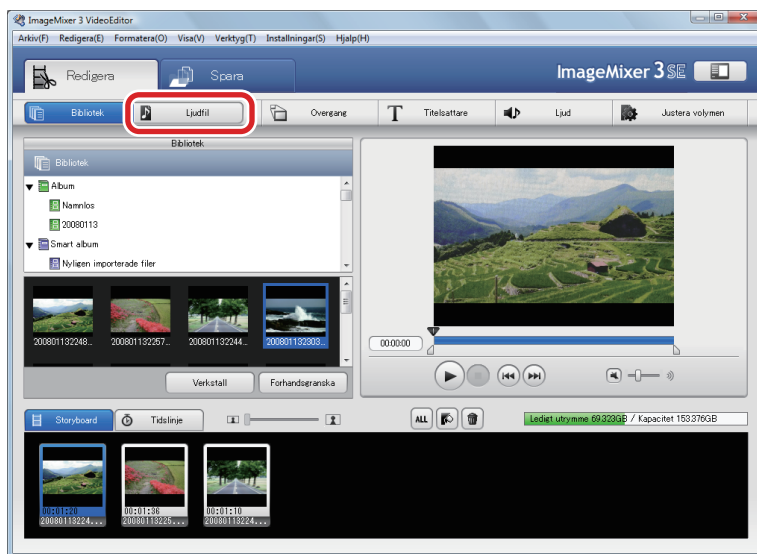 ImageMixer 3 VideoEditor
Arkiv(F) Redigera(E) Formatera(O) Visa(V) Verktyg(T) Installningar(S) Hjalp(H)
Redigera Spara ImageMixer 3 SE
Bibliotek Ljudfil Overgang T Titelsattare Ljud Justera volymen
Bibliotek
Bibliotek
Album
Namnlos
20080113
Smart album
Nyligen importerade filer
200801132248... 200801132257... 200801132244... 200801132303...
00:00:00
Verkstall Forhandsgranska
Storyboard Tidslinje ALL Ledigt utrymme 69.323GB / Kapacitet 153.376GB
00:01:20 00:01:36 00:01:10
20080113224... 20080113225... 20080113224...